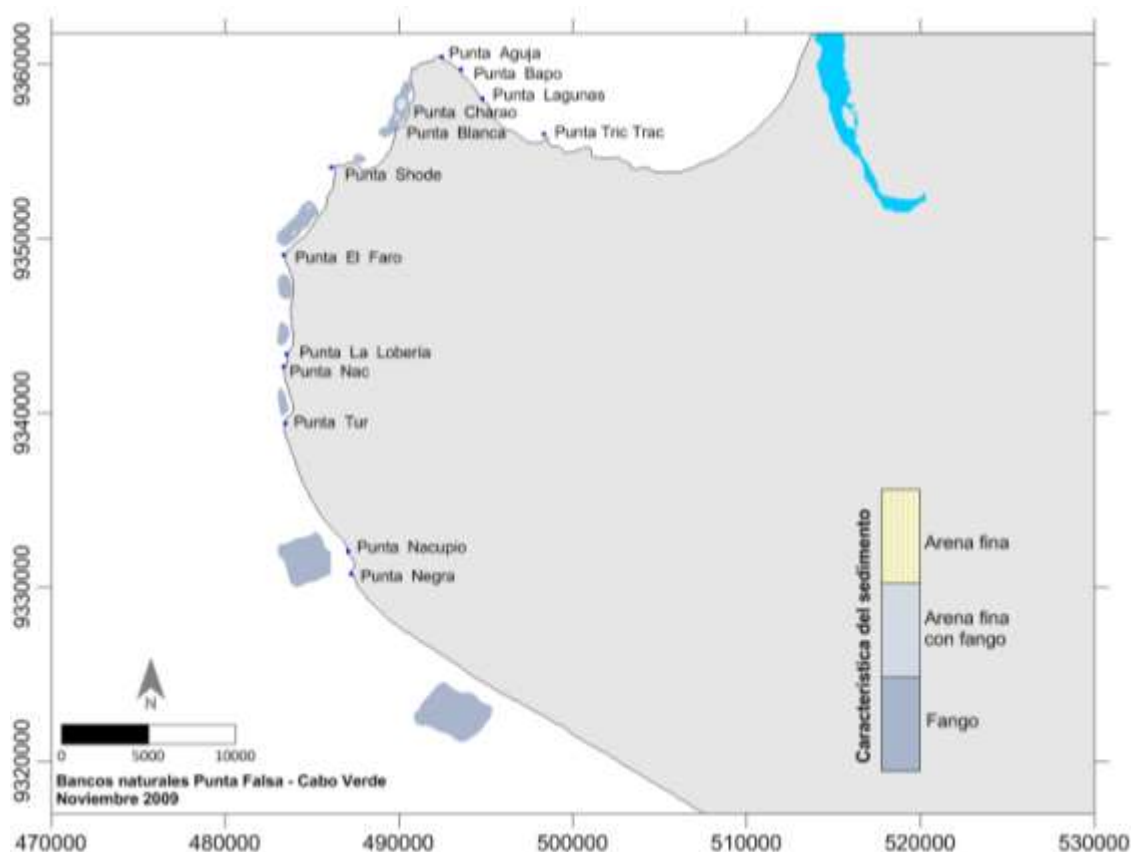 9360000
9350000
9340000
9330000
9320000
Punta Aguja
Punta Bapo
Punta Lagunas
Punta Charao
Punta Blanca
Punta Tric Trac
Punta Shode
Punta El Faro
Punta La Lobería
Punta Nac
Punta Tur
Punta Nacupio
Punta Negra
Característica del sedimento
Arena fina
Arena fina
con fango
Fango
N
0 5000 10000
Bancos naturales Punta Falsa - Cabo Verde
Noviembre 2009
470000 480000 490000 500000 510000 520000 530000